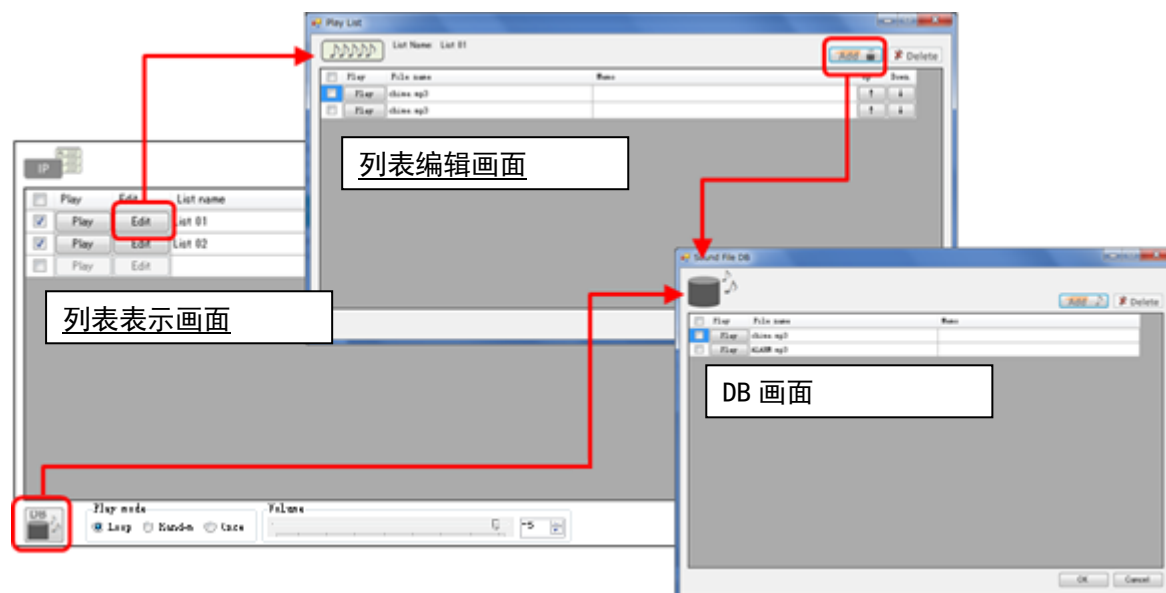 Play List
List Name: List 01
Add
Delete
Play File name Memo Up Down
Play chime.mp3 ↑ ↓
Play chime.mp3 ↑ ↓
列表编辑画面
IP
Play Edit List name
Play Edit List 01
Play Edit List 02
Play Edit
列表表示画面
Sound File DB
Add
Delete
Play File name Memo
Play chime.mp3
Play ALARM.mp3
DB 画面
OK Cancel
DB
Play mode
Loop Random Once
Volume
-5